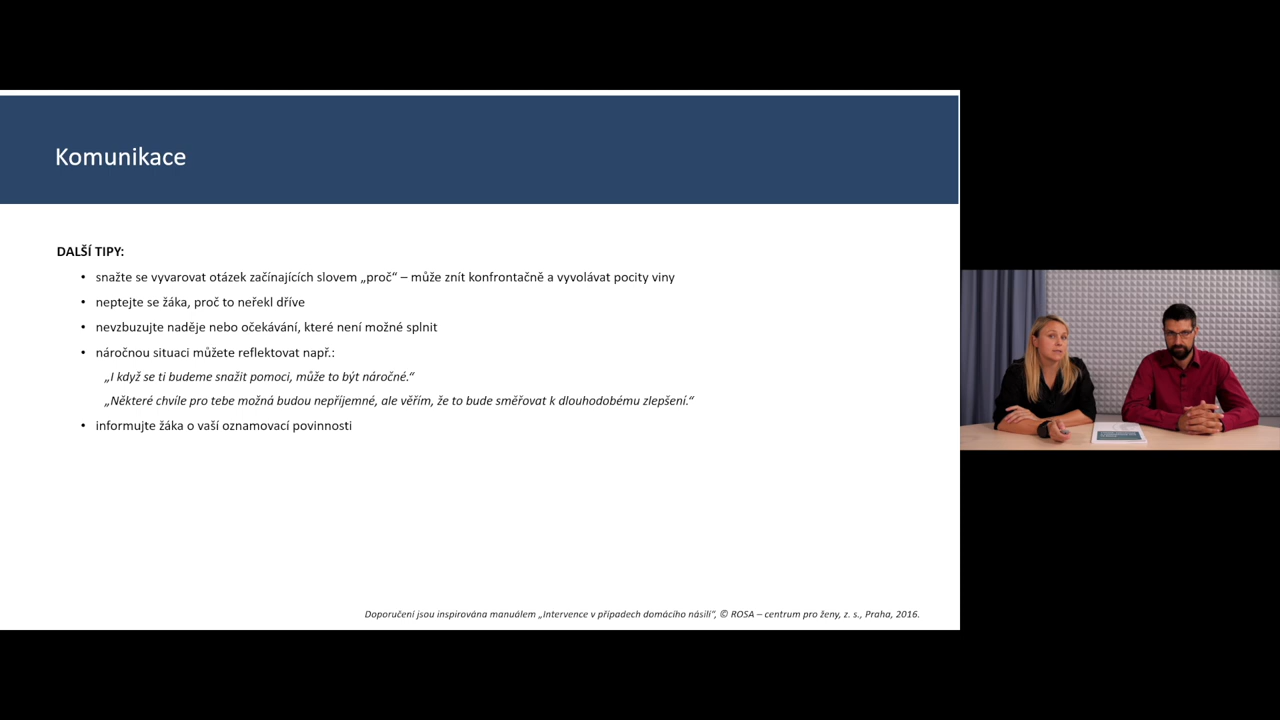 Komunikace
DALŠÍ TIPY:
• snažte se vyvarovat otázek začínajících slovem „proč“ – může znít konfrontačně a vyvolávat pocity viny
• neptejte se žáka, proč to neřekl dříve
• nevzbuzujte naděje nebo očekávání, které není možné splnit
• náročnou situaci můžete reflektovat např.:
„I když se ti budeme snažit pomoci, může to být náročné.“
„Některé chvíle pro tebe možná budou nepříjemné, ale věřím, že to bude směřovat k dlouhodobému zlepšení.“
• informujte žáka o vaší oznamovací povinnosti
Doporučení jsou inspirována manuálem „Intervence v případech domácího násilí“, © ROSA – centrum pro ženy, z. s., Praha, 2016.